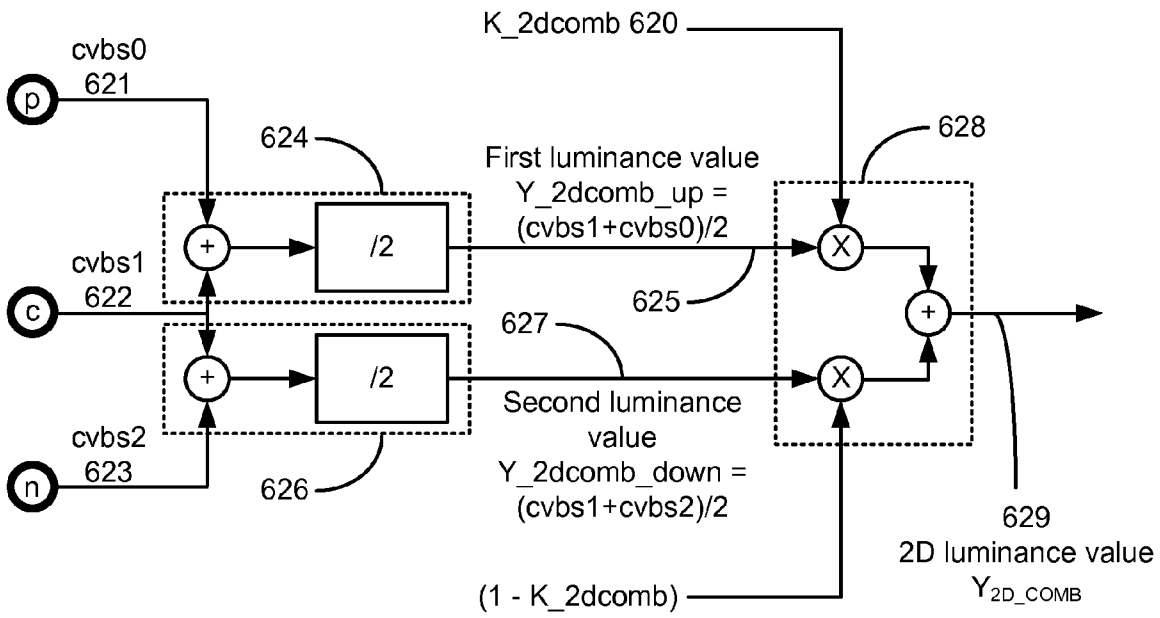 K_2dcomb 620
cvbs0
621
p
624
628
First luminance value
Y_2dcomb_up =
(cvbs1+cvbs0)/2
+
/2
X
cvbs1
622
c
625
627
+
+
/2
X
Second luminance
value
Y_2dcomb_down =
(cvbs1+cvbs2)/2
cvbs2
623
n
626
629
2D luminance value
Y2D_COMB
(1 - K_2dcomb)